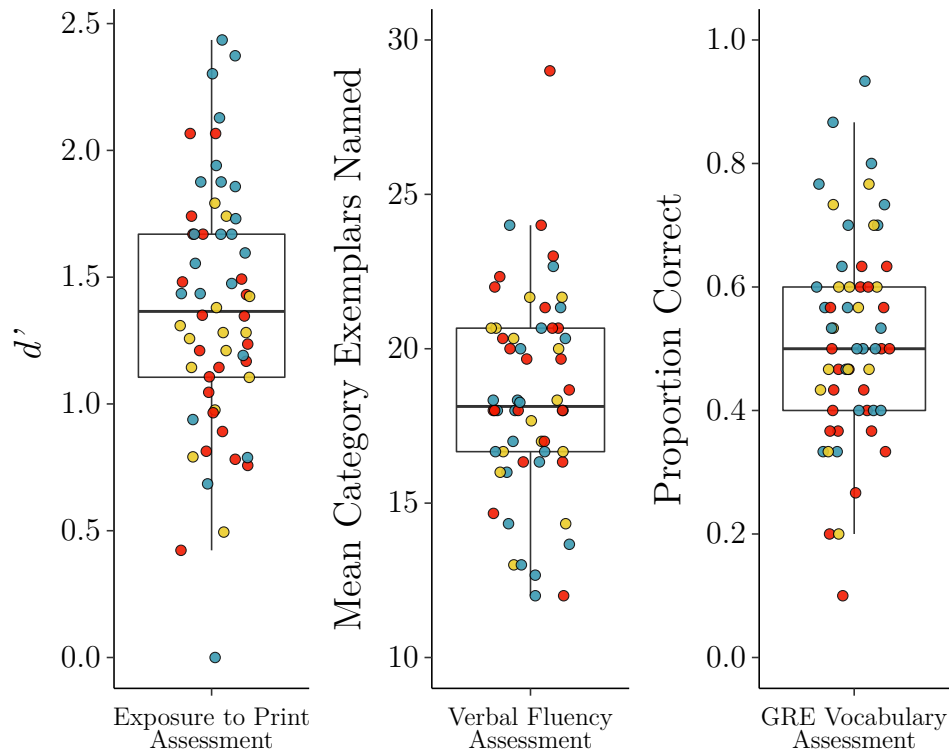 d’
2.5
2.0
1.5
1.0
0.5
0.0
Exposure to Print
Assessment
Mean Category Exemplars Named
30
25
20
15
10
Verbal Fluency
Assessment
Proportion Correct
1.0
0.8
0.6
0.4
0.2
0.0
GRE Vocabulary
Assessment